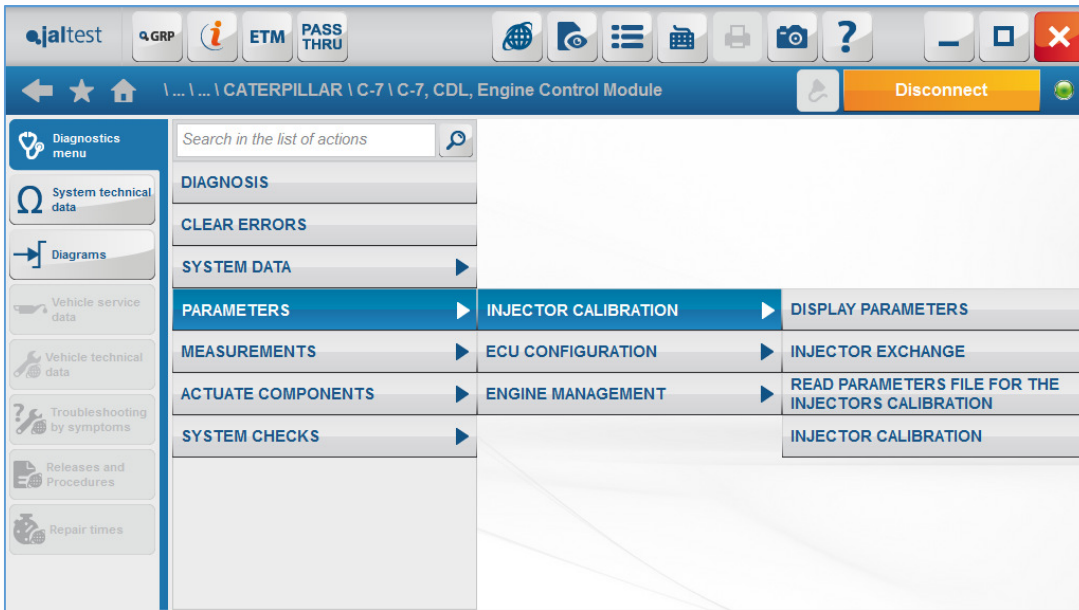 jaltest
GRP
i
ETM
PASS
THRU
?
\ ... \ ... \ CATERPILLAR \ C-7 \ C-7, CDL, Engine Control Module
Disconnect
Diagnostics
menu
System technical
data
Diagrams
Vehicle service
data
Vehicle technical
data
Troubleshooting
by symptoms
Releases and
Procedures
Repair times
Search in the list of actions
DIAGNOSIS
CLEAR ERRORS
SYSTEM DATA
PARAMETERS
MEASUREMENTS
ACTUATE COMPONENTS
SYSTEM CHECKS
INJECTOR CALIBRATION
ECU CONFIGURATION
ENGINE MANAGEMENT
DISPLAY PARAMETERS
INJECTOR EXCHANGE
READ PARAMETERS FILE FOR THE
INJECTORS CALIBRATION
INJECTOR CALIBRATION